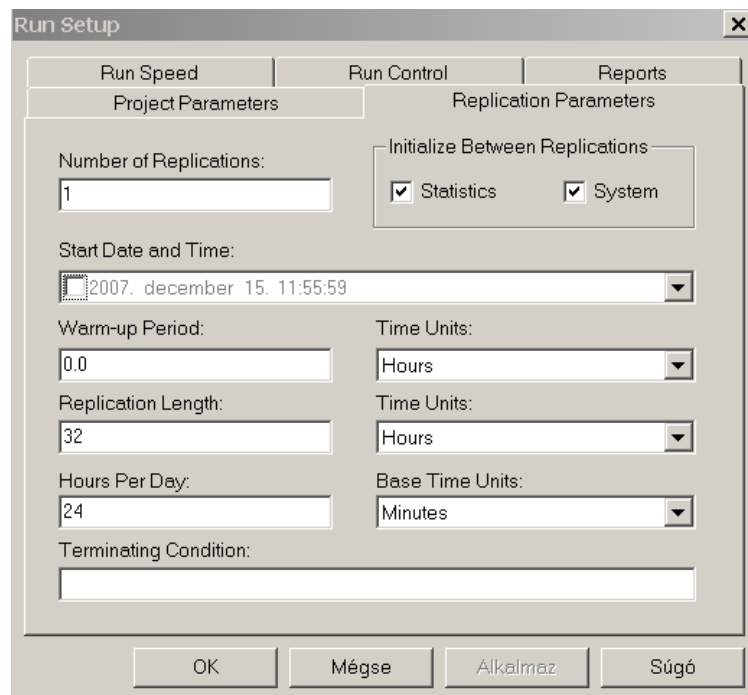 Run Setup
Run Speed
Run Control
Reports
Project Parameters
Replication Parameters
Number of Replications:
1
Initialize Between Replications
Statistics
System
Start Date and Time:
2007. december 15. 11:55:59
Warm-up Period:
Time Units:
0.0
Hours
Replication Length:
Time Units:
32
Hours
Hours Per Day:
Base Time Units:
24
Minutes
Terminating Condition:
OK
Mégse
Alkalmaz
Súgó